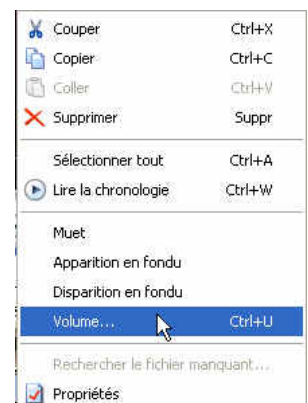 Couper Ctrl+X
Copier Ctrl+C
Coller Ctrl+V
Supprimer Suppr
Sélectionner tout Ctrl+A
Lire la chronologie Ctrl+W
Muet
Apparition en fondu
Disparition en fondu
Volume... Ctrl+U
Rechercher le fichier manquant...
Propriétés